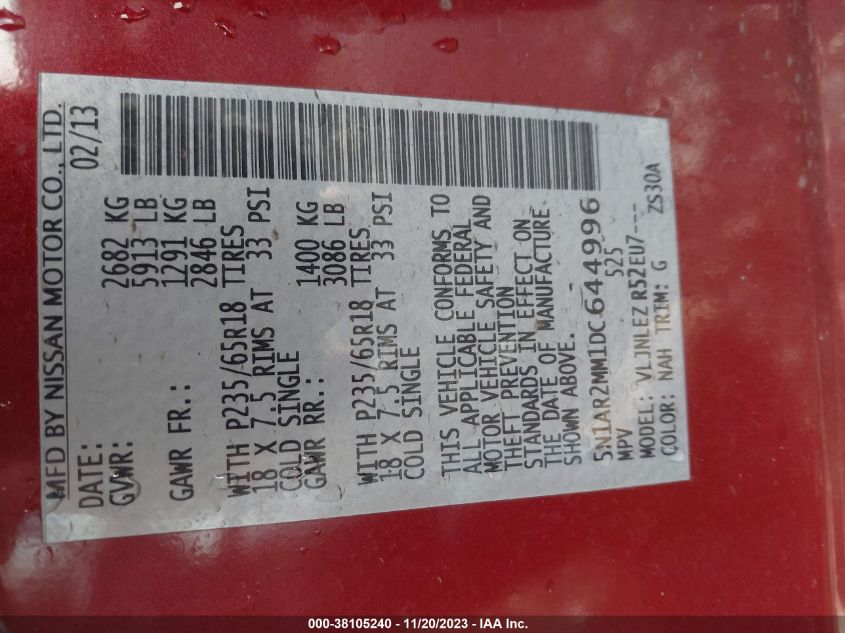 MFD BY NISSAN MOTOR CO., LTD.
DATE: 02/13
GVWR: 2682 KG
5913 LB
GAWR FR.: 1291 KG
2846 LB
WITH P235/65R18 TIRES
18 X 7.5 RIMS AT 33 PSI
COLD SINGLE
GAWR RR.: 1400 KG
3086 LB
WITH P235/65R18 TIRES
18 X 7.5 RIMS AT 33 PSI
COLD SINGLE
THIS VEHICLE CONFORMS TO
ALL APPLICABLE FEDERAL
MOTOR VEHICLE SAFETY AND
THEFT PREVENTION
STANDARDS IN EFFECT ON
THE DATE OF MANUFACTURE
SHOWN ABOVE.
5N1AR2MM1DC644996
MPV 525
MODEL: VLJNLEZ R52EU7---
COLOR: NAH TRIM: G ZS30A
000-38105240 - 11/20/2023 - IAA Inc.